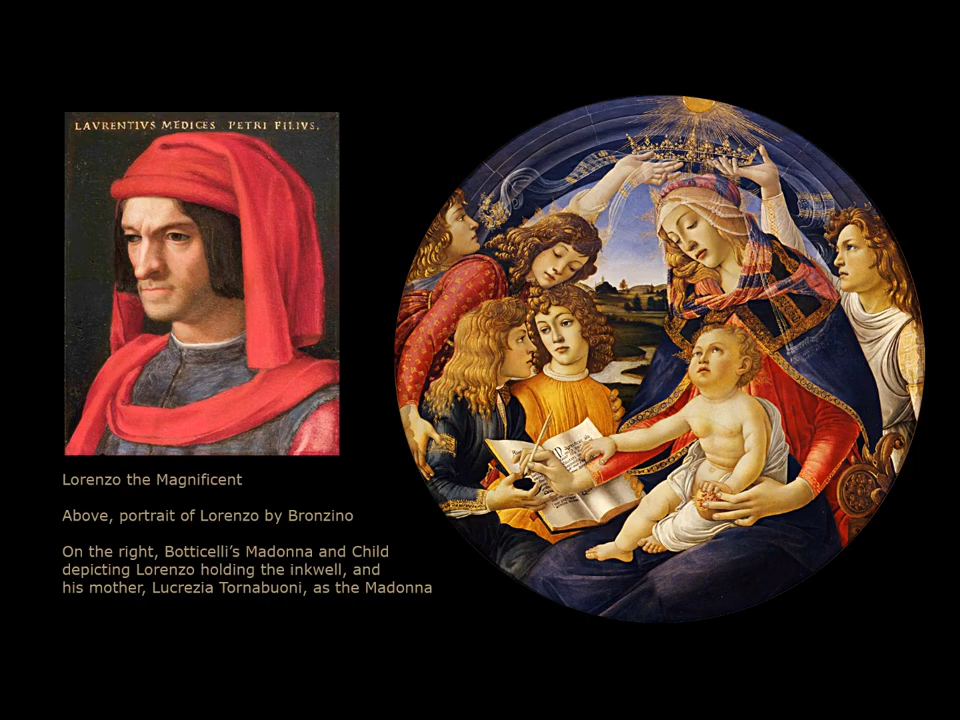 LAVRENTIVS MEDICES PETRI FILIVS.
Lorenzo the Magnificent
Above, portrait of Lorenzo by Bronzino
On the right, Botticelli’s Madonna and Child
depicting Lorenzo holding the inkwell, and
his mother, Lucrezia Tornabuoni, as the Madonna